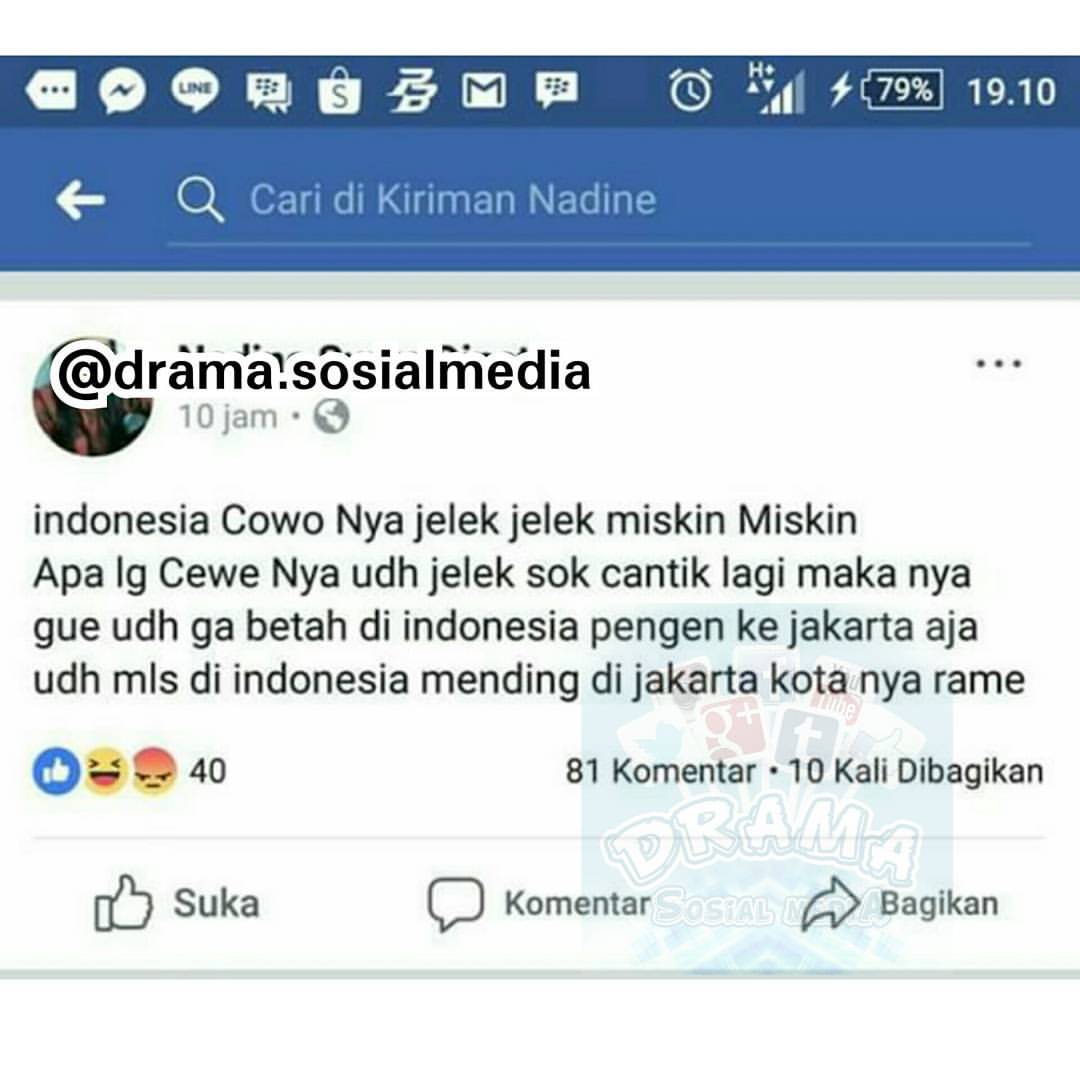 LINE
S
H+
79%
19.10
Cari di Kiriman Nadine
@drama.sosialmedia
10 jam ·
indonesia Cowo Nya jelek jelek miskin Miskin
Apa lg Cewe Nya udh jelek sok cantik lagi maka nya
gue udh ga betah di indonesia pengen ke jakarta aja
udh mls di indonesia mending di jakarta kota nya rame
40
81 Komentar · 10 Kali Dibagikan
You
Tube
g+
t
DRAMA
SOSIAL MEDIA
Suka
Komentar
Bagikan